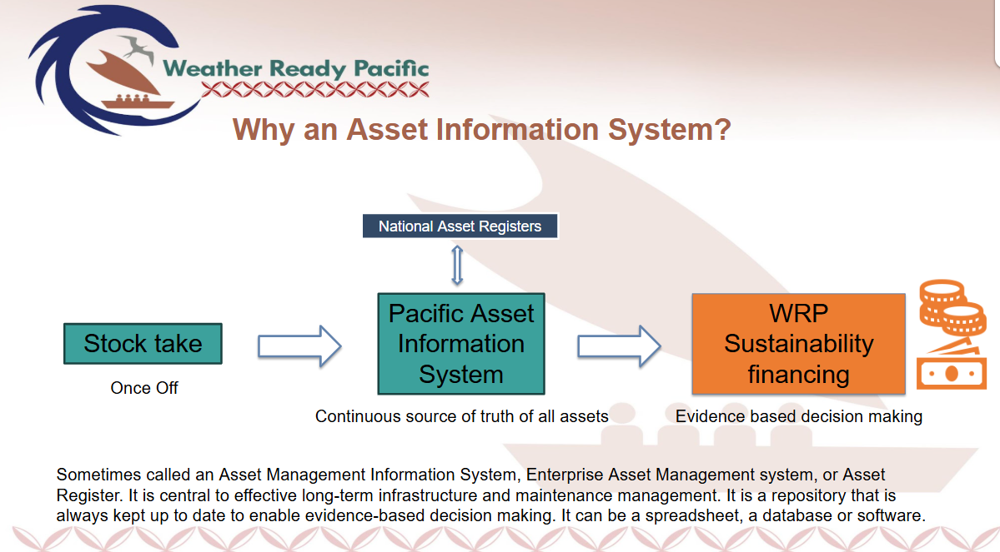 Weather Ready Pacific
Why an Asset Information System?
National Asset Registers
Stock take
Once Off
Pacific Asset
Information
System
Continuous source of truth of all assets
WRP
Sustainability
financing
Evidence based decision making
Sometimes called an Asset Management Information System, Enterprise Asset Management system, or Asset
Register. It is central to effective long-term infrastructure and maintenance management. It is a repository that is
always kept up to date to enable evidence-based decision making. It can be a spreadsheet, a database or software.